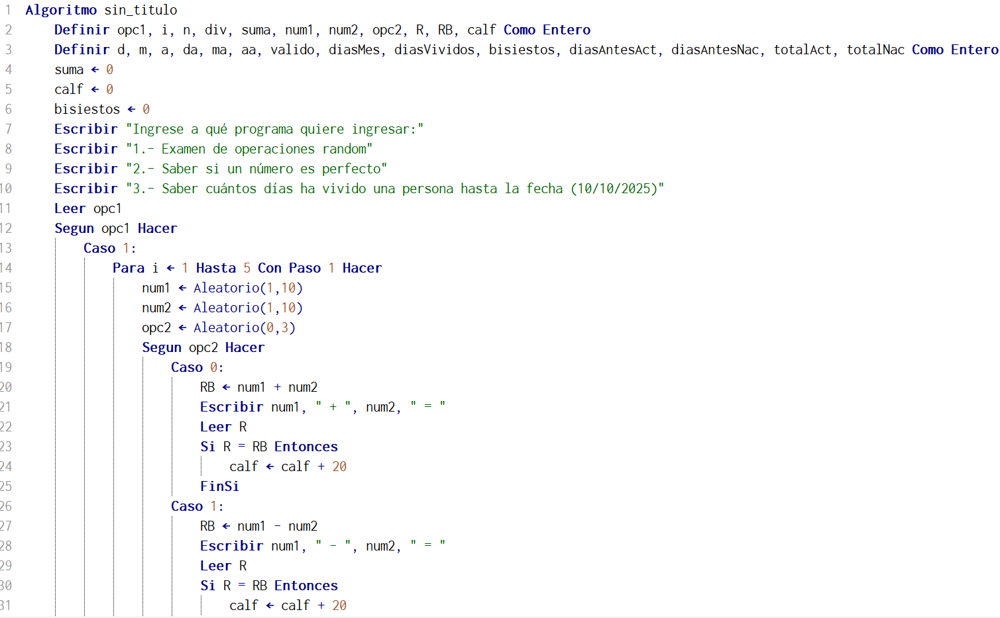 1 Algoritmo sin_titulo
2 Definir opc1, i, n, div, suma, num1, num2, opc2, R, RB, calf Como Entero
3 Definir d, m, a, da, ma, aa, valido, diasMes, diasVividos, bisiestos, diasAntesAct, diasAntesNac, totalAct, totalNac Como Entero
4 suma ← 0
5 calf ← 0
6 bisiestos ← 0
7 Escribir "Ingrese a qué programa quiere ingresar:"
8 Escribir "1.- Examen de operaciones random"
9 Escribir "2.- Saber si un número es perfecto"
10 Escribir "3.- Saber cuántos días ha vivido una persona hasta la fecha (10/10/2025)"
11 Leer opc1
12 Segun opc1 Hacer
13 Caso 1:
14 Para i ← 1 Hasta 5 Con Paso 1 Hacer
15 num1 ← Aleatorio(1,10)
16 num2 ← Aleatorio(1,10)
17 opc2 ← Aleatorio(0,3)
18 Segun opc2 Hacer
19 Caso 0:
20 RB ← num1 + num2
21 Escribir num1, " + ", num2, " = "
22 Leer R
23 Si R = RB Entonces
24 calf ← calf + 20
25 FinSi
26 Caso 1:
27 RB ← num1 - num2
28 Escribir num1, " - ", num2, " = "
29 Leer R
30 Si R = RB Entonces
31 calf ← calf + 20